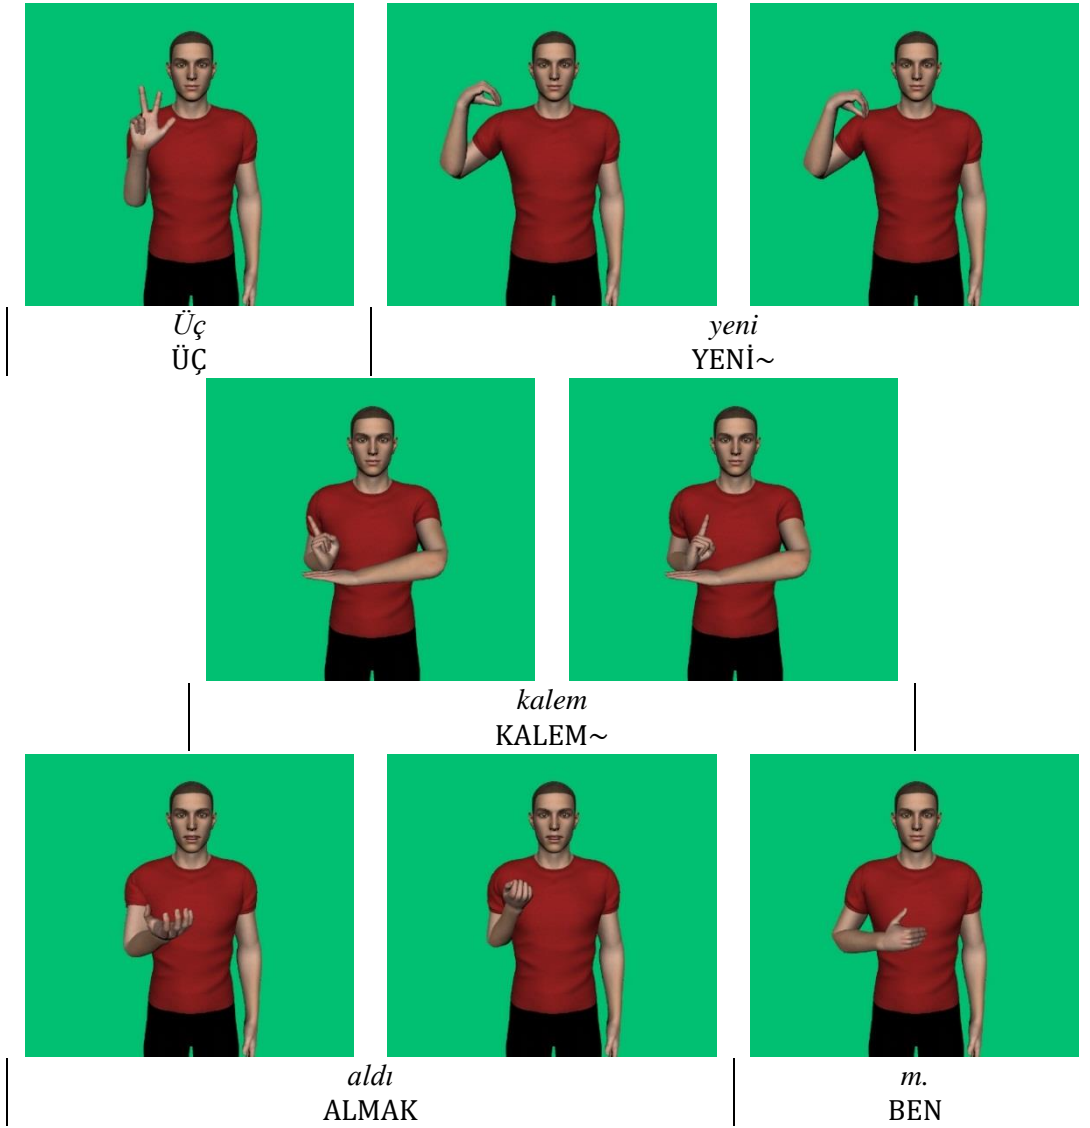 Üç yeni
ÜÇ YENİ~
kalem
KALEM~
aldı m.
ALMAK BEN